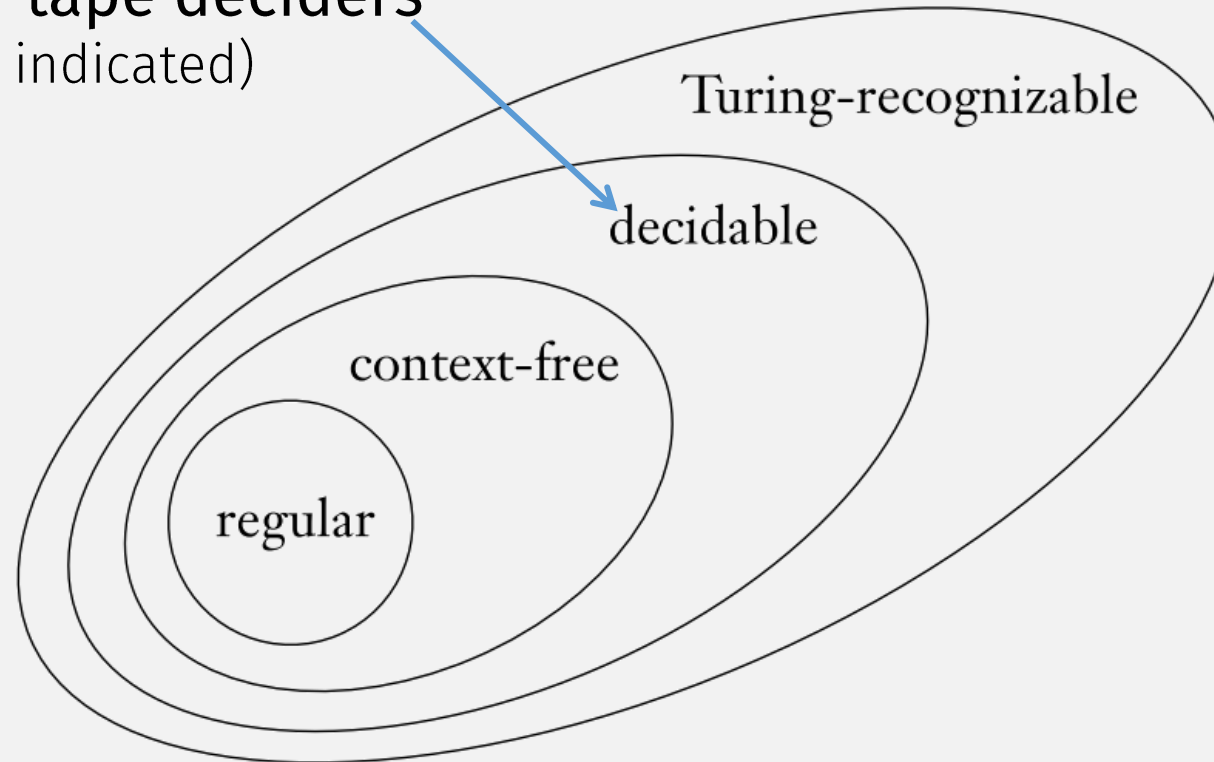 tape deciders
indicated)
Turing-recognizable
decidable
context-free
regular